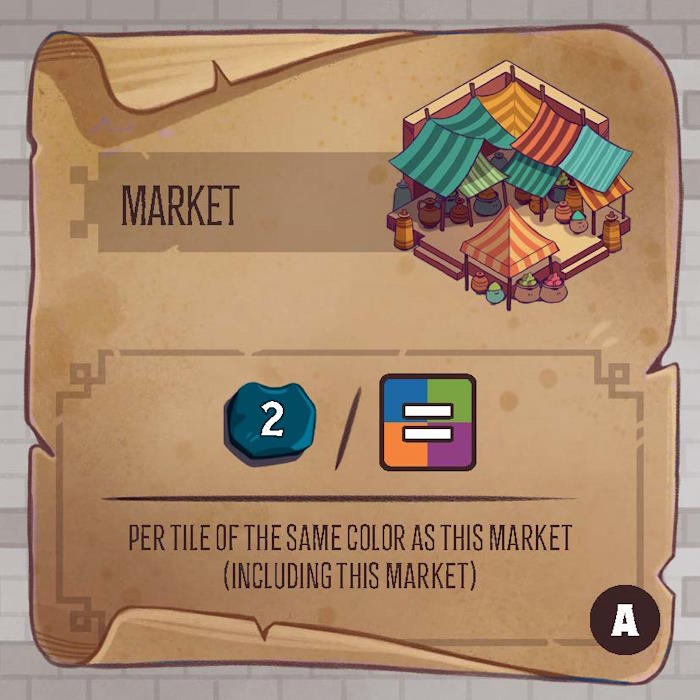 MARKET
2 / =
PER TILE OF THE SAME COLOR AS THIS MARKET
(INCLUDING THIS MARKET)
A